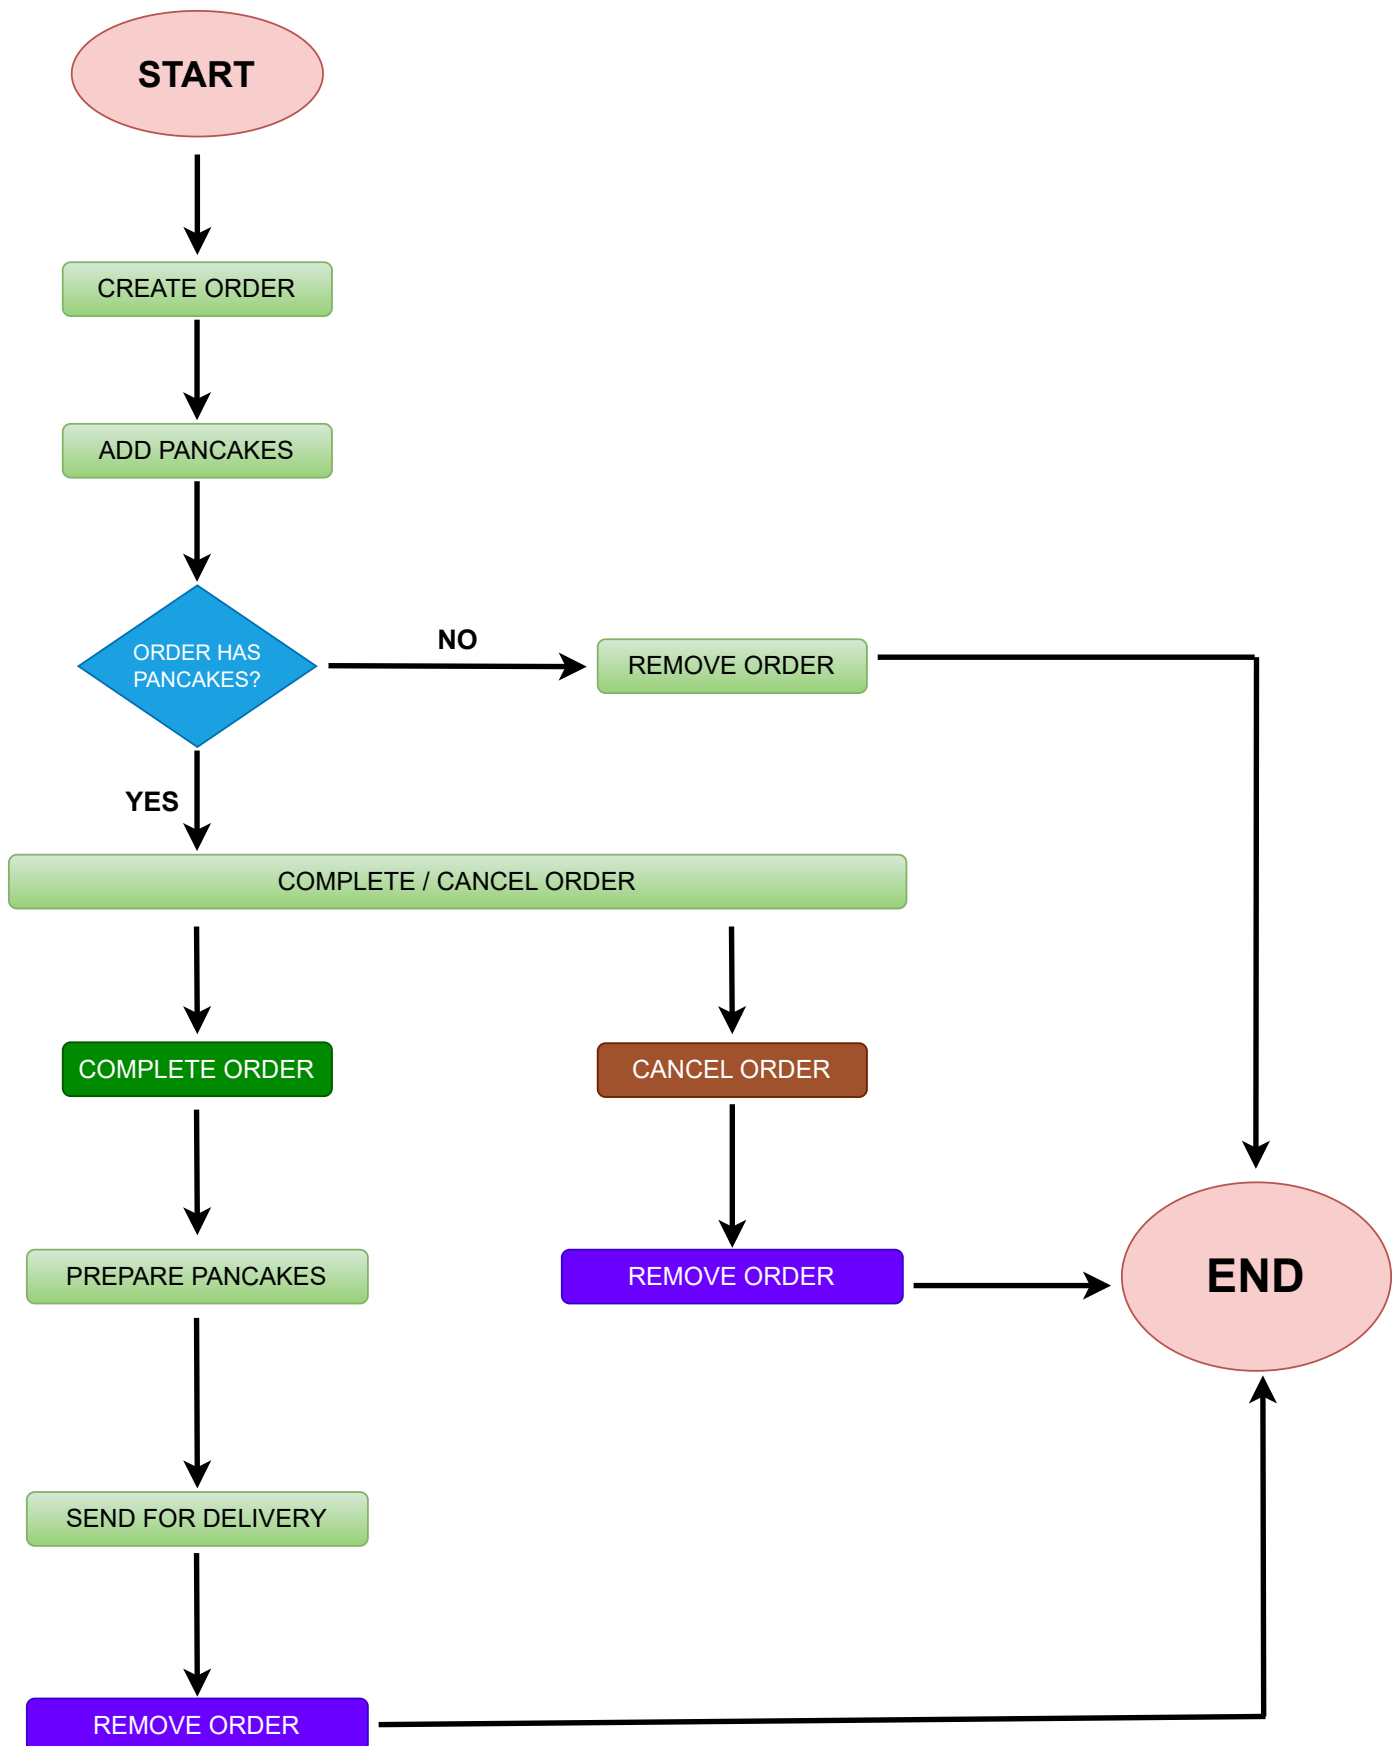 START
CREATE ORDER
ADD PANCAKES
ORDER HAS
PANCAKES?
NO
REMOVE ORDER
YES
COMPLETE / CANCEL ORDER
COMPLETE ORDER
CANCEL ORDER
PREPARE PANCAKES
REMOVE ORDER
END
SEND FOR DELIVERY
REMOVE ORDER